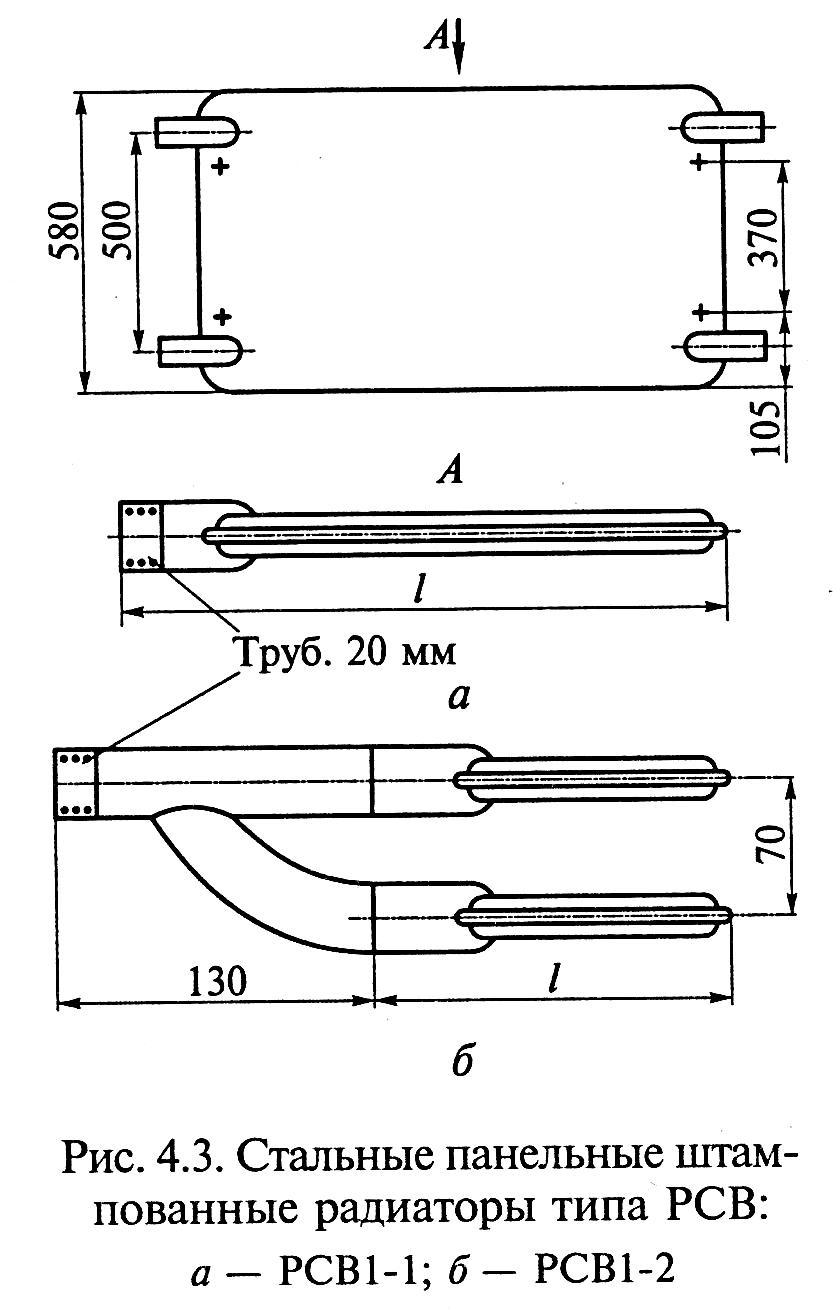 А
580
500
370
105
А
l
Труб. 20 мм
а
70
130
l
б
Рис. 4.3. Стальные панельные штам-
пованные радиаторы типа РСВ:
а — РСВ1-1; б — РСВ1-2